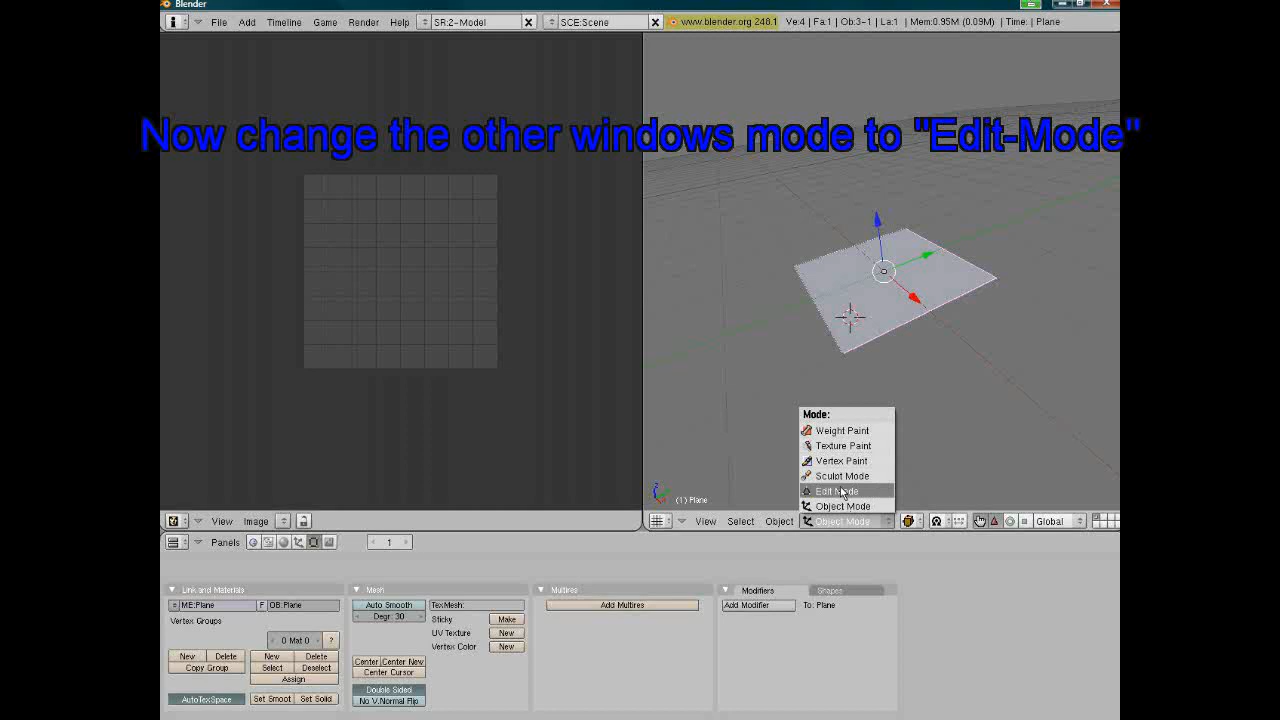 Blender
File Add Timeline Game Render Help SR:2-Model SCE:Scene www.blender.org 248.1 Ve:4 | Fa:1 | Ob:3-1 | La:1 | Mem:0.95M (0.09M) | Time: | Plane
Now change the other windows mode to "Edit-Mode"
Mode:
Weight Paint
Texture Paint
Vertex Paint
Sculpt Mode
Edit Mode
Object Mode
(1) Plane
View Image
View Select Object Object Mode Global
Panels 1
Link and Materials
ME:Plane F OB:Plane
Vertex Groups
0 Mat 0 ?
New Delete New Delete
Copy Group Select Deselect
Assign
AutoTexSpace Set Smoot Set Solid
Mesh
Auto Smooth TexMesh:
Degr: 30
Sticky Make
UV Texture New
Vertex Color New
Center Center New
Center Cursor
Double Sided
No V.Normal Flip
Multires
Add Multires
Modifiers Shapes
Add Modifier To: Plane